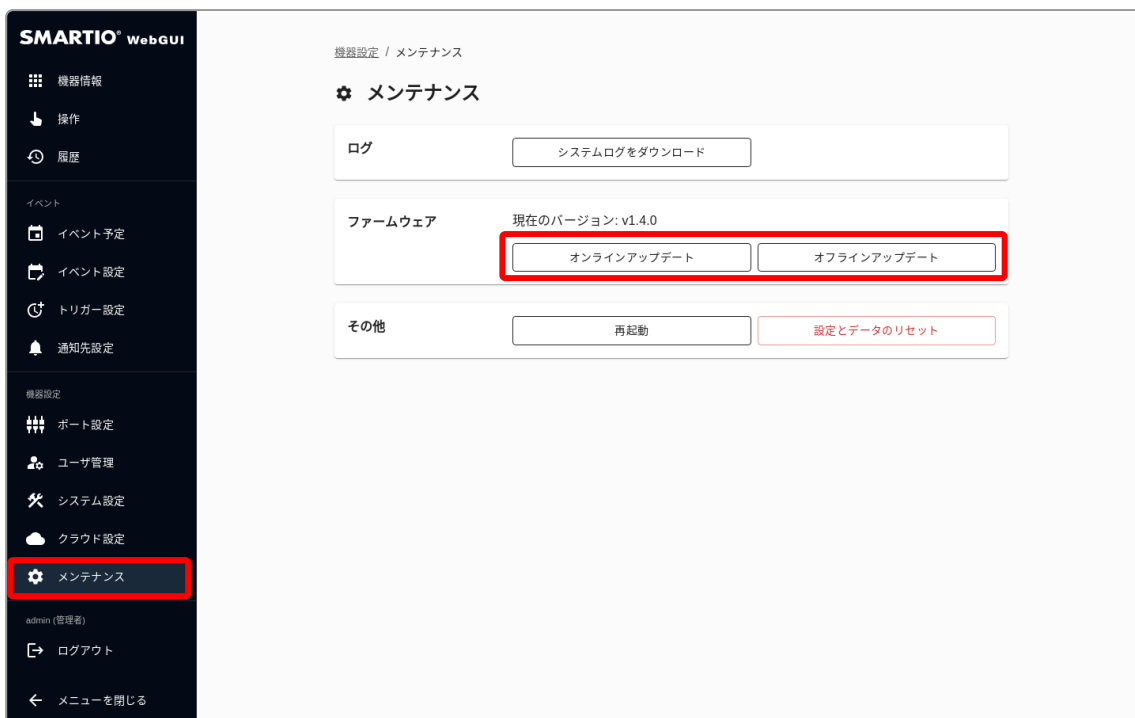 SMARTIO® WebGUI
機器情報
操作
履歴
イベント
イベント予定
イベント設定
トリガー設定
通知先設定
機器設定
ポート設定
ユーザ管理
システム設定
クラウド設定
メンテナンス
admin (管理者)
ログアウト
メニューを閉じる
機器設定 / メンテナンス
メンテナンス
ログ
システムログをダウンロード
ファームウェア
現在のバージョン: v1.4.0
オンラインアップデート
オフラインアップデート
その他
再起動
設定とデータのリセット